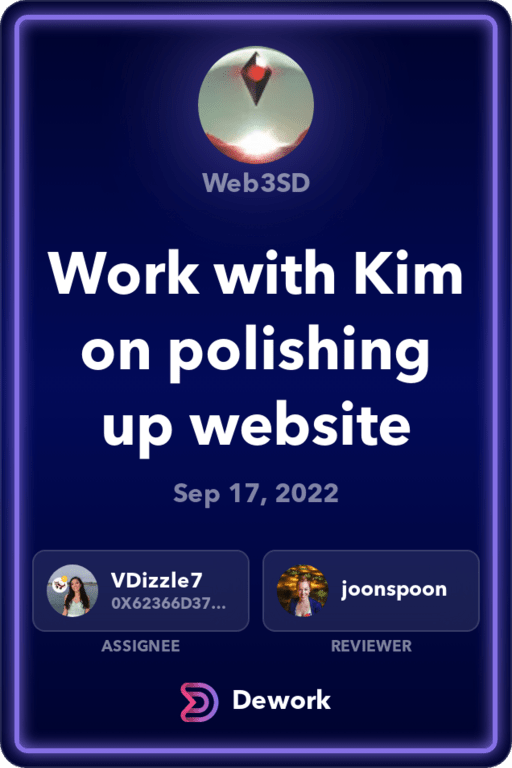 Web3SD
Work with Kim
on polishing
up website
Sep 17, 2022
VDizzle7
0X62366D37...
joonspoon
ASSIGNEE
REVIEWER
Dework